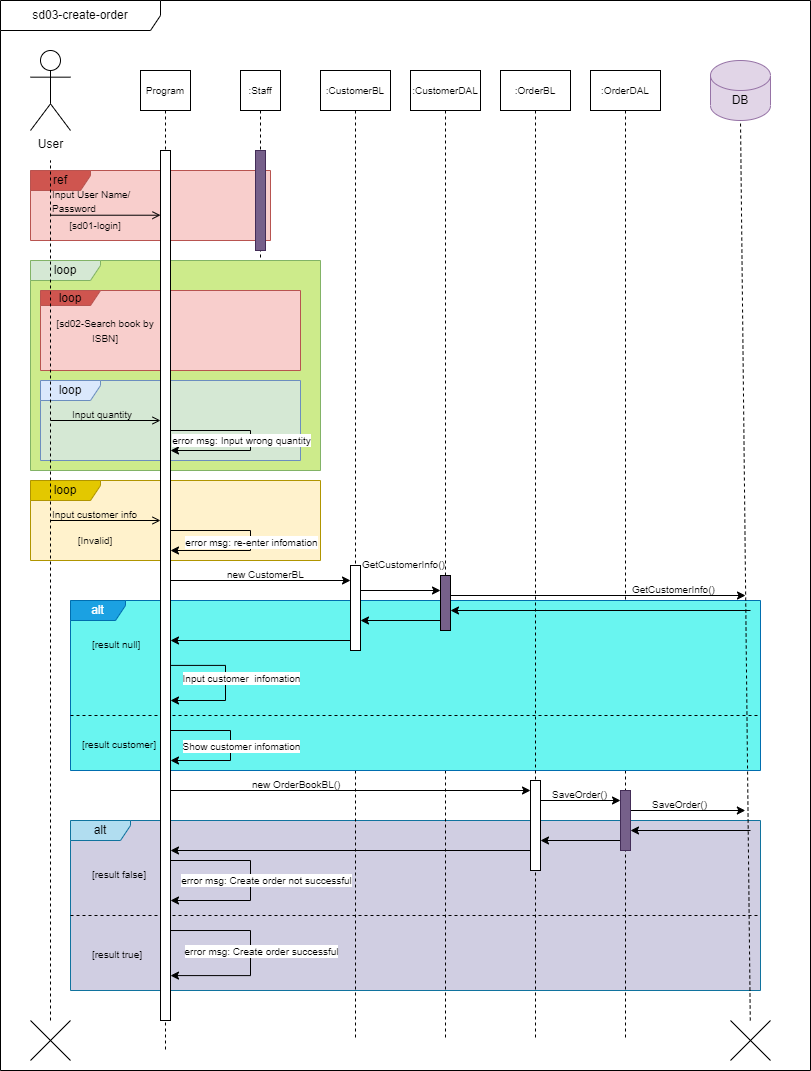 sd03-create-order
Program
:Staff
:CustomerBL
:CustomerDAL
:OrderBL
:OrderDAL
DB
User
ref
Input User Name/
Password
[sd01-login]
loop
loop
[sd02-Search book by
ISBN]
loop
Input quantity
error msg: Input wrong quantity
loop
Input customer info
[Invalid]
error msg: re-enter infomation
GetCustomerInfo()
new CustomerBL
GetCustomerInfo()
alt
[result null]
Input customer infomation
[result customer]
Show customer infomation
new OrderBookBL()
SaveOrder()
SaveOrder()
alt
[result false]
error msg: Create order not successful
[result true]
error msg: Create order successful